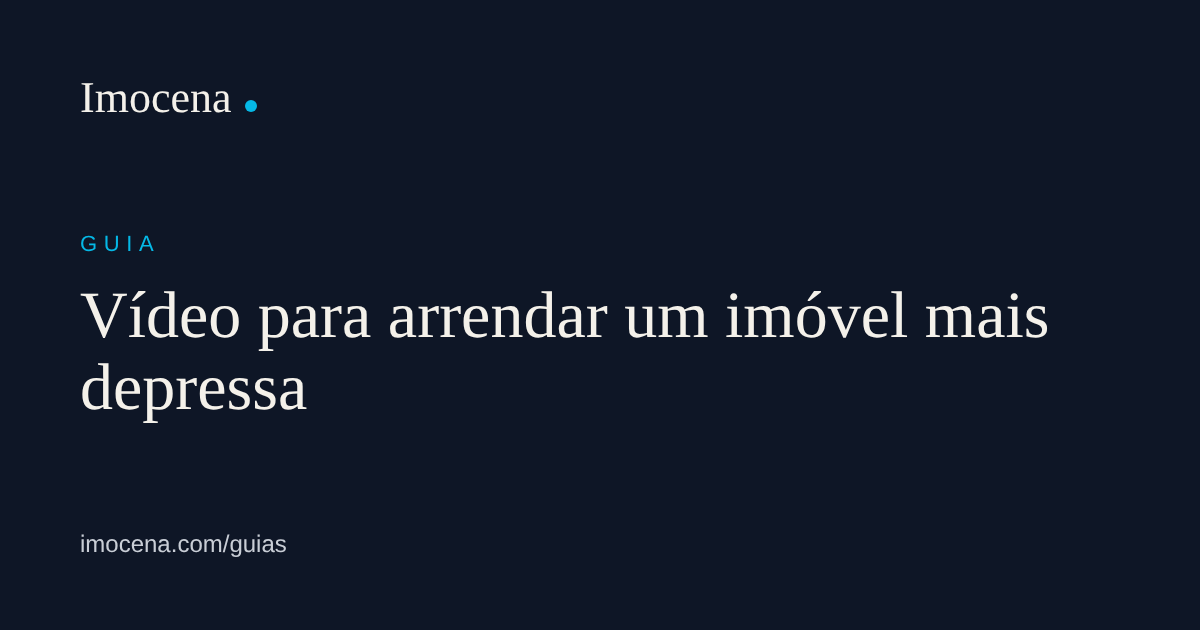 Imocena
GUIA
Vídeo para arrendar um imóvel mais
depressa
imocena.com/guias